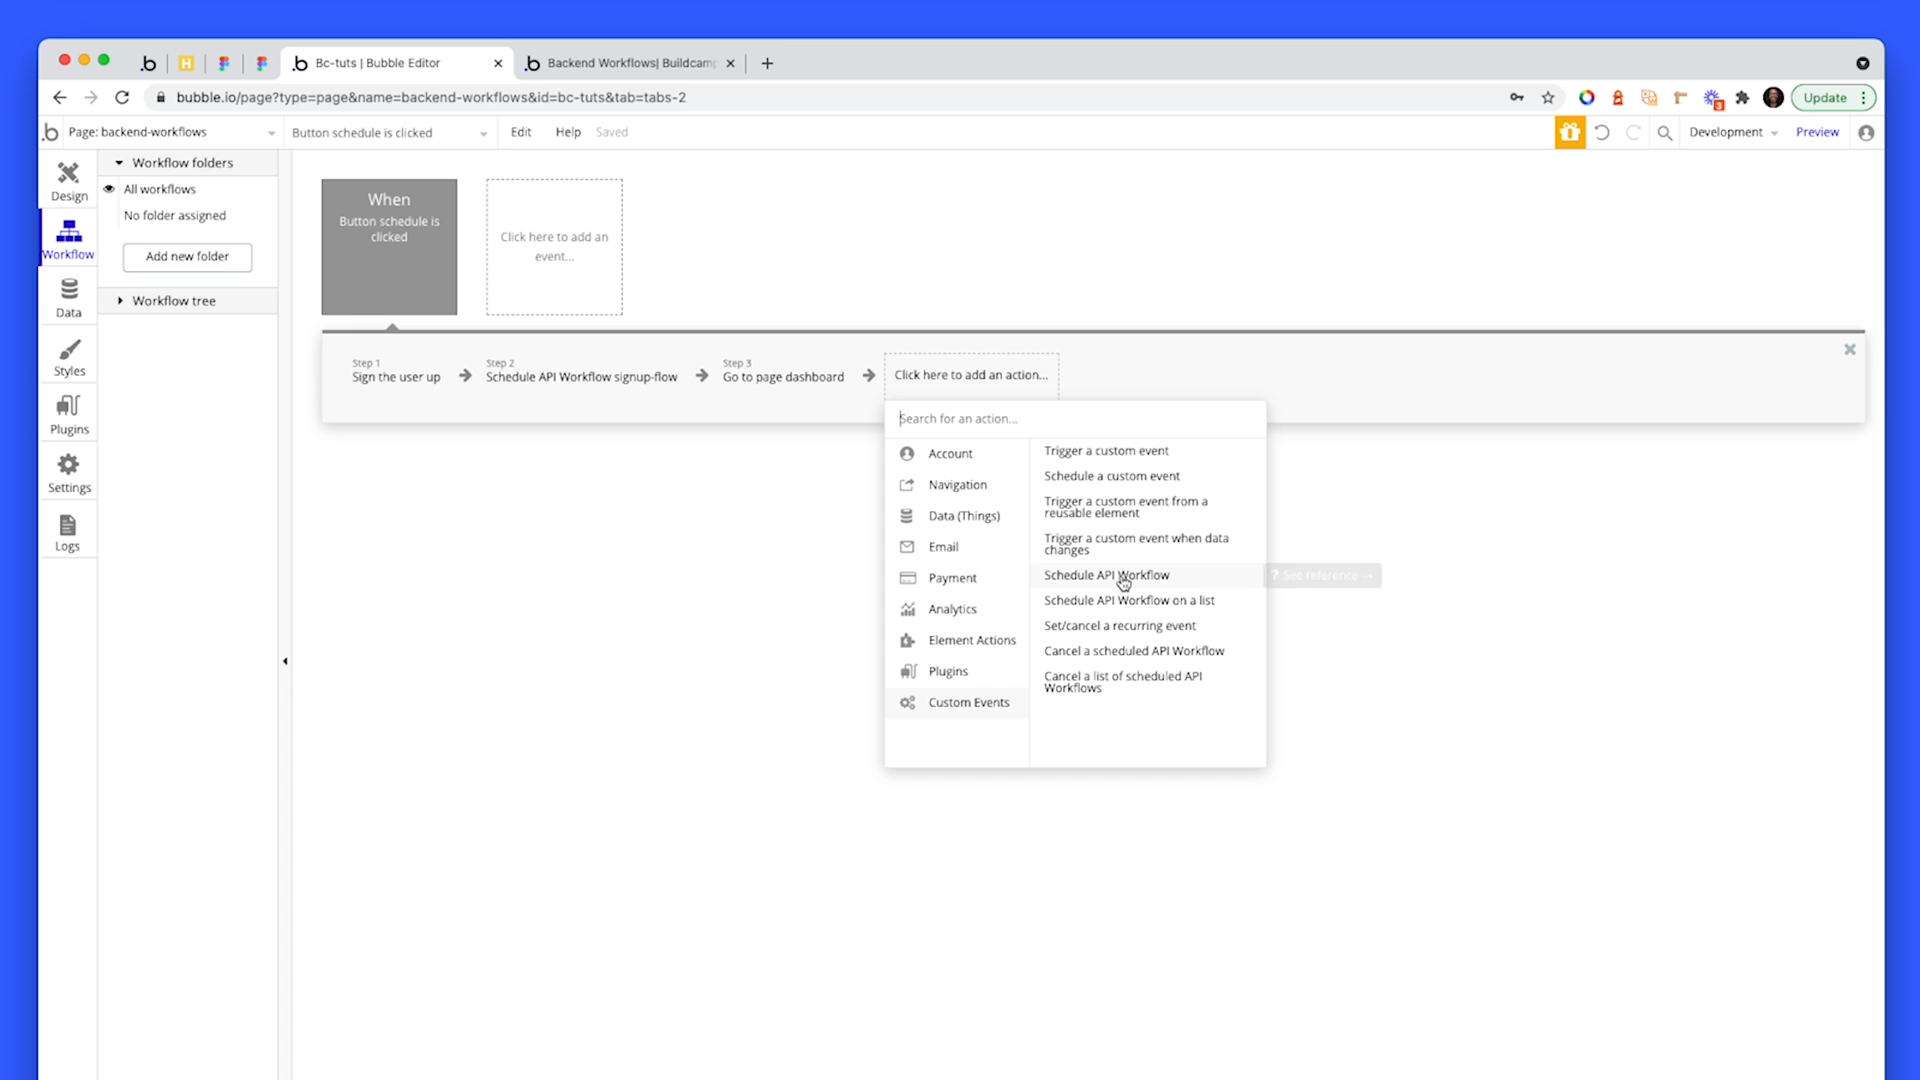 Bc-tuts | Bubble Editor
Backend Workflows| Buildcamp
bubble.io/page?type=page&name=backend-workflows&id=bc-tuts&tab=tabs-2
3
Update
Page: backend-workflows
Button schedule is clicked
Edit
Help
Saved
Development
Preview
Design
Workflow
Data
Styles
Plugins
Settings
Logs
Workflow folders
All workflows
No folder assigned
Add new folder
Workflow tree
When
Button schedule is
clicked
Click here to add an
event...
Step 1
Sign the user up
Step 2
Schedule API Workflow signup-flow
Step 3
Go to page dashboard
Click here to add an action...
Search for an action...
Account
Navigation
Data (Things)
Email
Payment
Analytics
Element Actions
Plugins
Custom Events
Trigger a custom event
Schedule a custom event
Trigger a custom event from a
reusable element
Trigger a custom event when data
changes
Schedule API Workflow
? See reference →
Schedule API Workflow on a list
Set/cancel a recurring event
Cancel a scheduled API Workflow
Cancel a list of scheduled API
Workflows